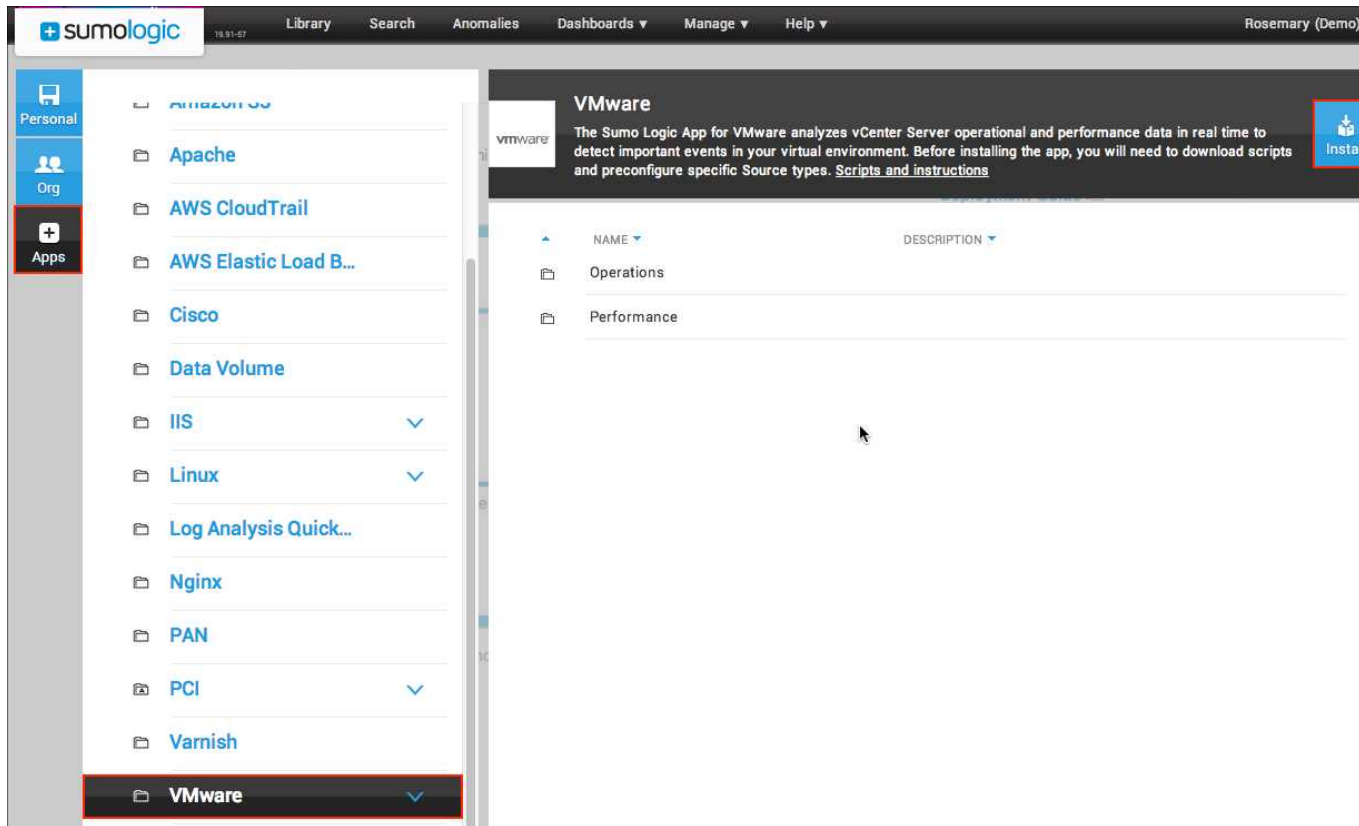 sumologic
19.91-57
Library Search Anomalies Dashboards ▾ Manage ▾ Help ▾ Rosemary (Demo)
Personal
Org
Apps
Apache
AWS CloudTrail
AWS Elastic Load B...
Cisco
Data Volume
IIS
Linux
Log Analysis Quick...
Nginx
PAN
PCI
Varnish
VMware
vmware
VMware
The Sumo Logic App for VMware analyzes vCenter Server operational and performance data in real time to
detect important events in your virtual environment. Before installing the app, you will need to download scripts
and preconfigure specific Source types. Scripts and instructions
Insta
NAME DESCRIPTION
Operations
Performance